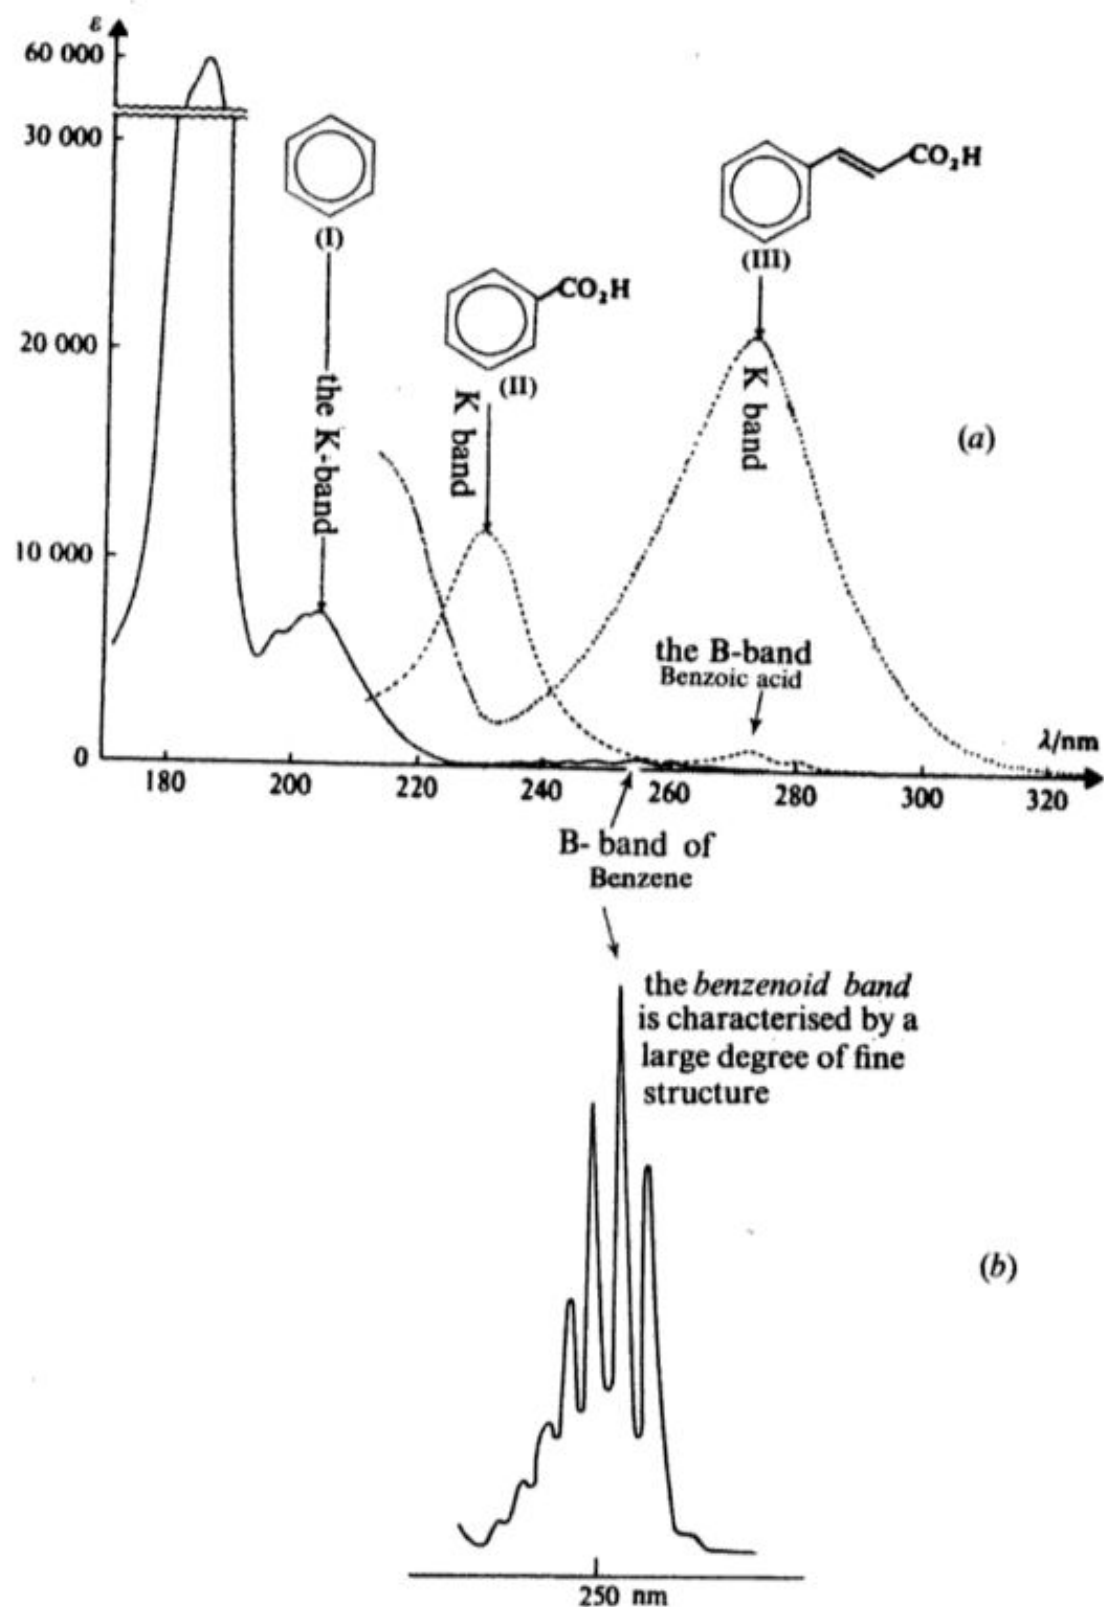 ε
60 000
30 000
20 000
10 000
0
(I)
the K-band
CO₂H
(II)
K band
CO₂H
(III)
K band
(a)
the B-band
Benzoic acid
λ/nm
180 200 220 240 260 280 300 320
B- band of
Benzene
the benzenoid band
is characterised by a
large degree of fine
structure
(b)
250 nm